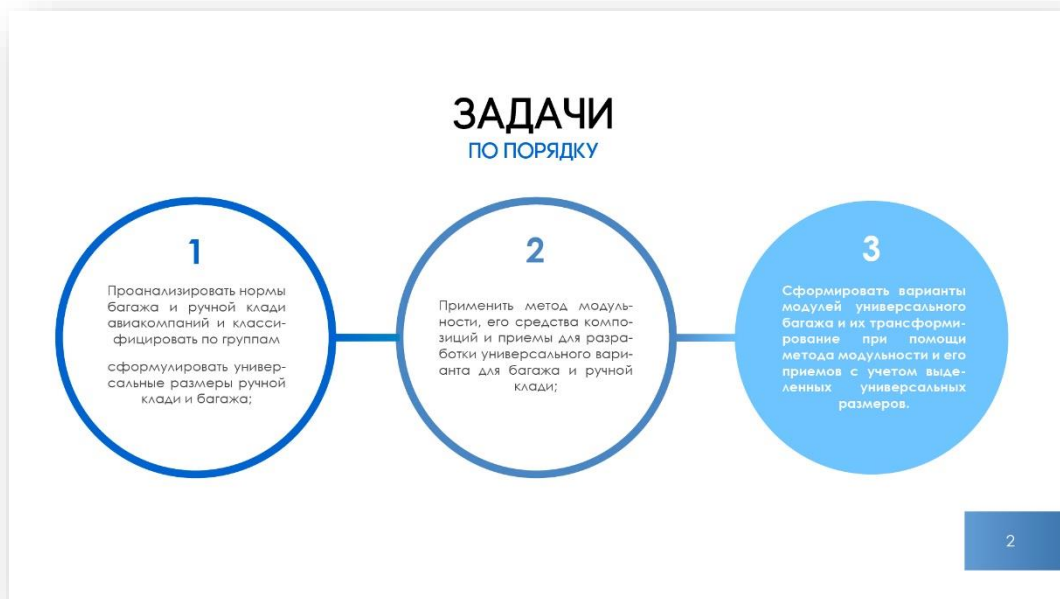 ЗАДАЧИ
ПО ПОРЯДКУ
1
Проанализировать нормы
багажа и ручной клади
авиакомпаний и класси-
фицировать по группам
сформулировать универ-
сальные размеры ручной
клади и багажа;
2
Применить метод модуль-
ности, его средства компо-
зиций и приемы для разра-
ботки универсального вари-
анта для багажа и ручной
клади;
3
Сформировать варианты
модулей универсального
багажа и их трансформи-
рование при помощи
метода модульности и его
приемов с учетом выде-
ленных универсальных
размеров.
2